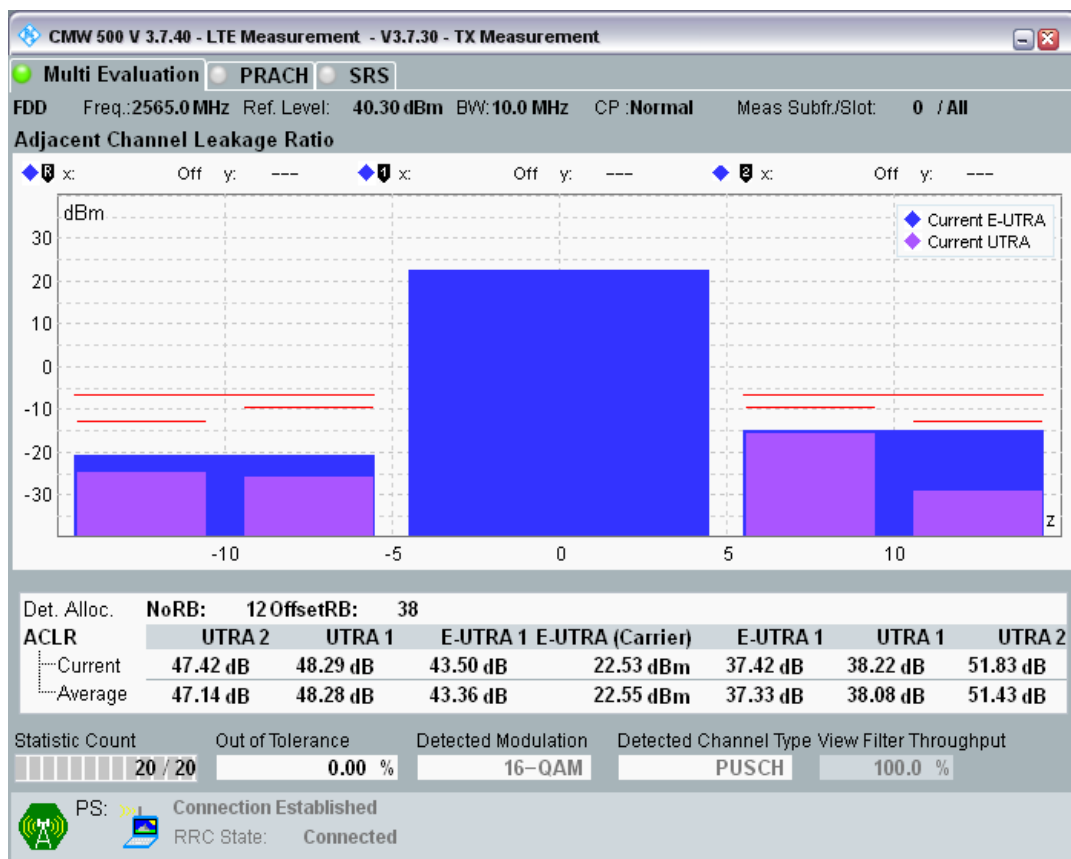 CMW 500 V 3.7.40 - LTE Measurement - V3.7.30 - TX Measurement
Multi Evaluation PRACH SRS
FDD Freq.:2565.0 MHz Ref. Level: 40.30 dBm BW:10.0 MHz CP :Normal Meas Subfr./Slot: 0 / All
Adjacent Channel Leakage Ratio
R x: Off y: --- 1 x: Off y: --- 2 x: Off y: ---
dBm
Current E-UTRA
Current UTRA
30
20
10
0
-10
-20
-30
z
-10 -5 0 5 10
Det. Alloc. NoRB: 12 OffsetRB: 38
ACLR UTRA 2 UTRA 1 E-UTRA 1 E-UTRA (Carrier) E-UTRA 1 UTRA 1 UTRA 2
Current 47.42 dB 48.29 dB 43.50 dB 22.53 dBm 37.42 dB 38.22 dB 51.83 dB
Average 47.14 dB 48.28 dB 43.36 dB 22.55 dBm 37.33 dB 38.08 dB 51.43 dB
Statistic Count Out of Tolerance Detected Modulation Detected Channel Type View Filter Throughput
20 / 20 0.00 % 16-QAM PUSCH 100.0 %
PS: Connection Established
RRC State: Connected